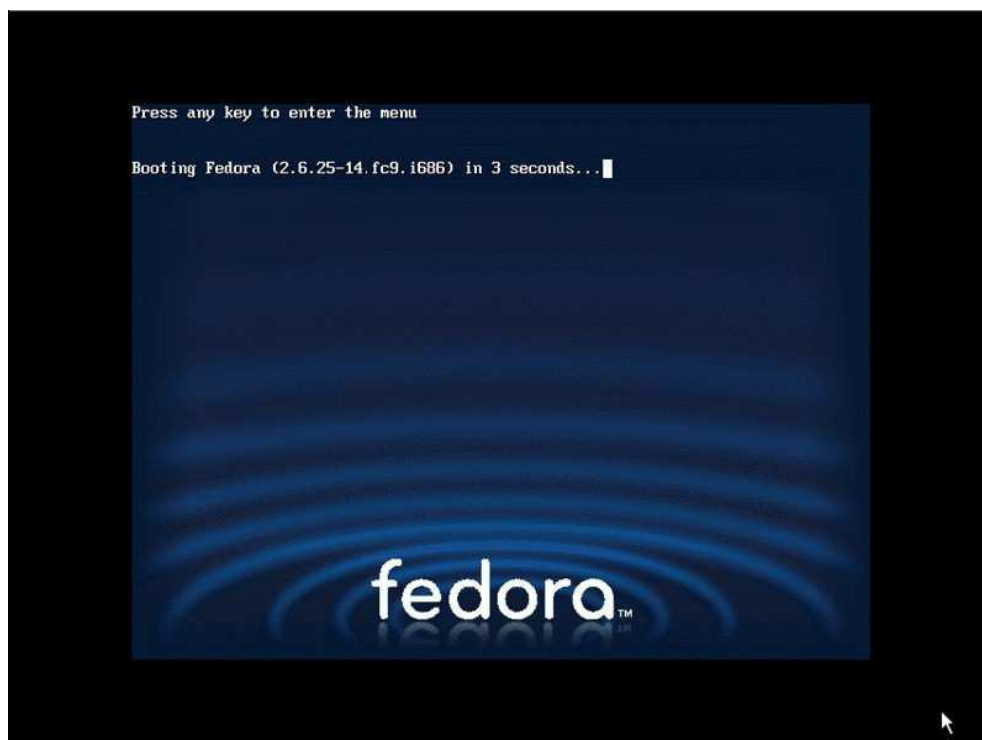 Press any key to enter the menu
Booting Fedora (2.6.25-14.fc9.i686) in 3 seconds...
fedora™